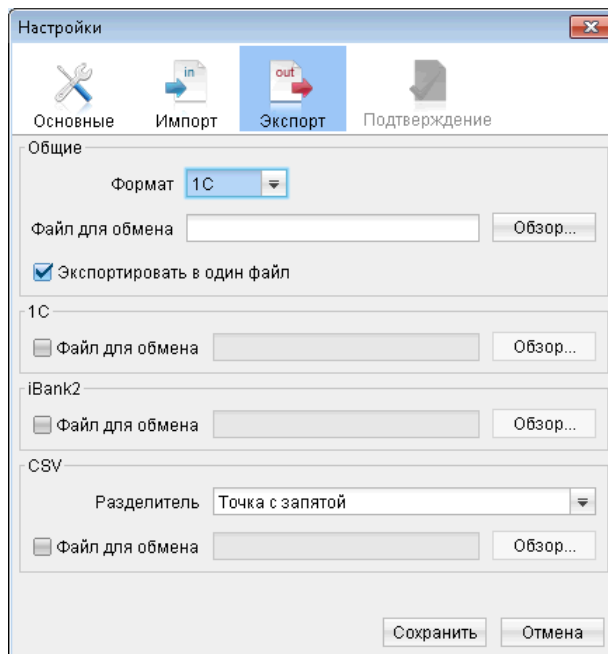 Настройки
in
out
Основные Импорт Экспорт Подтверждение
Общие
Формат 1С
Файл для обмена Обзор...
Экспортировать в один файл
1С
Файл для обмена Обзор...
iBank2
Файл для обмена Обзор...
CSV
Разделитель Точка с запятой
Файл для обмена Обзор...
Сохранить Отмена